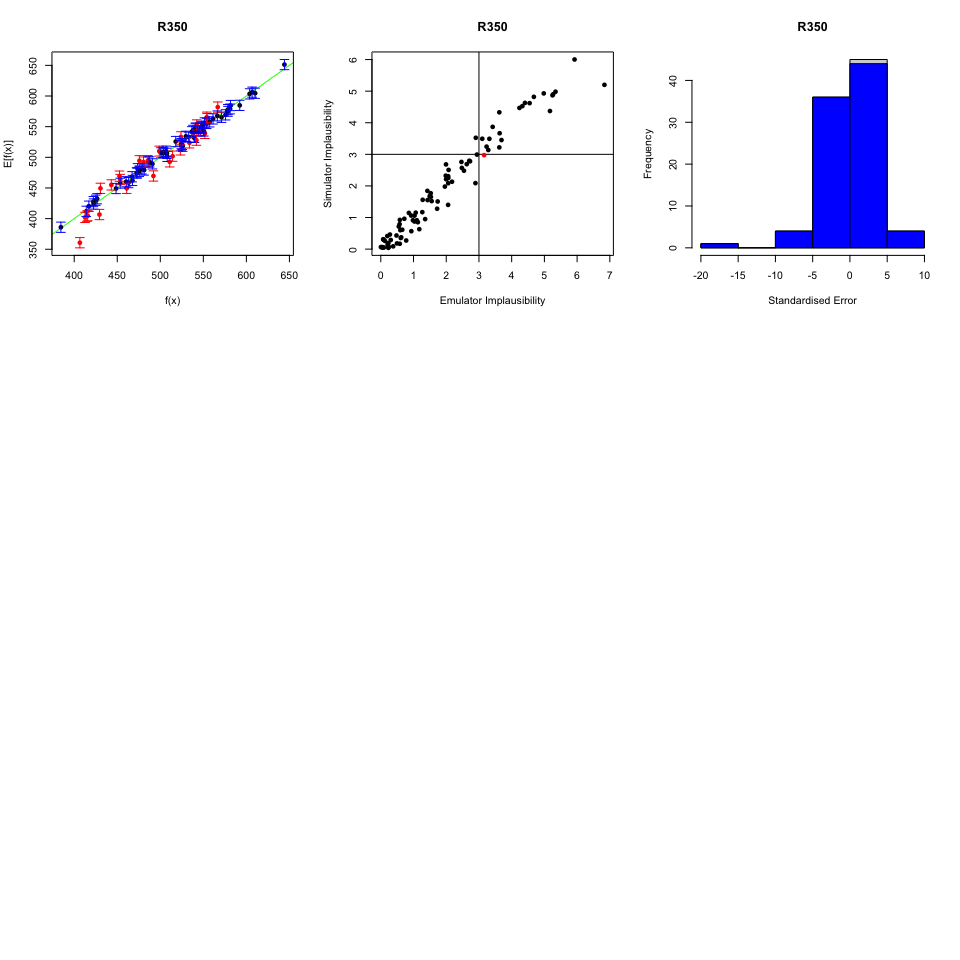 R350
E[f(x)]
350 400 450 500 550 600 650
400 450 500 550 600 650
f(x)
R350
Simulator Implausibility
0 1 2 3 4 5 6
0 1 2 3 4 5 6 7
Emulator Implausibility
R350
Frequency
0 10 20 30 40
-20 -15 -10 -5 0 5 10
Standardised Error